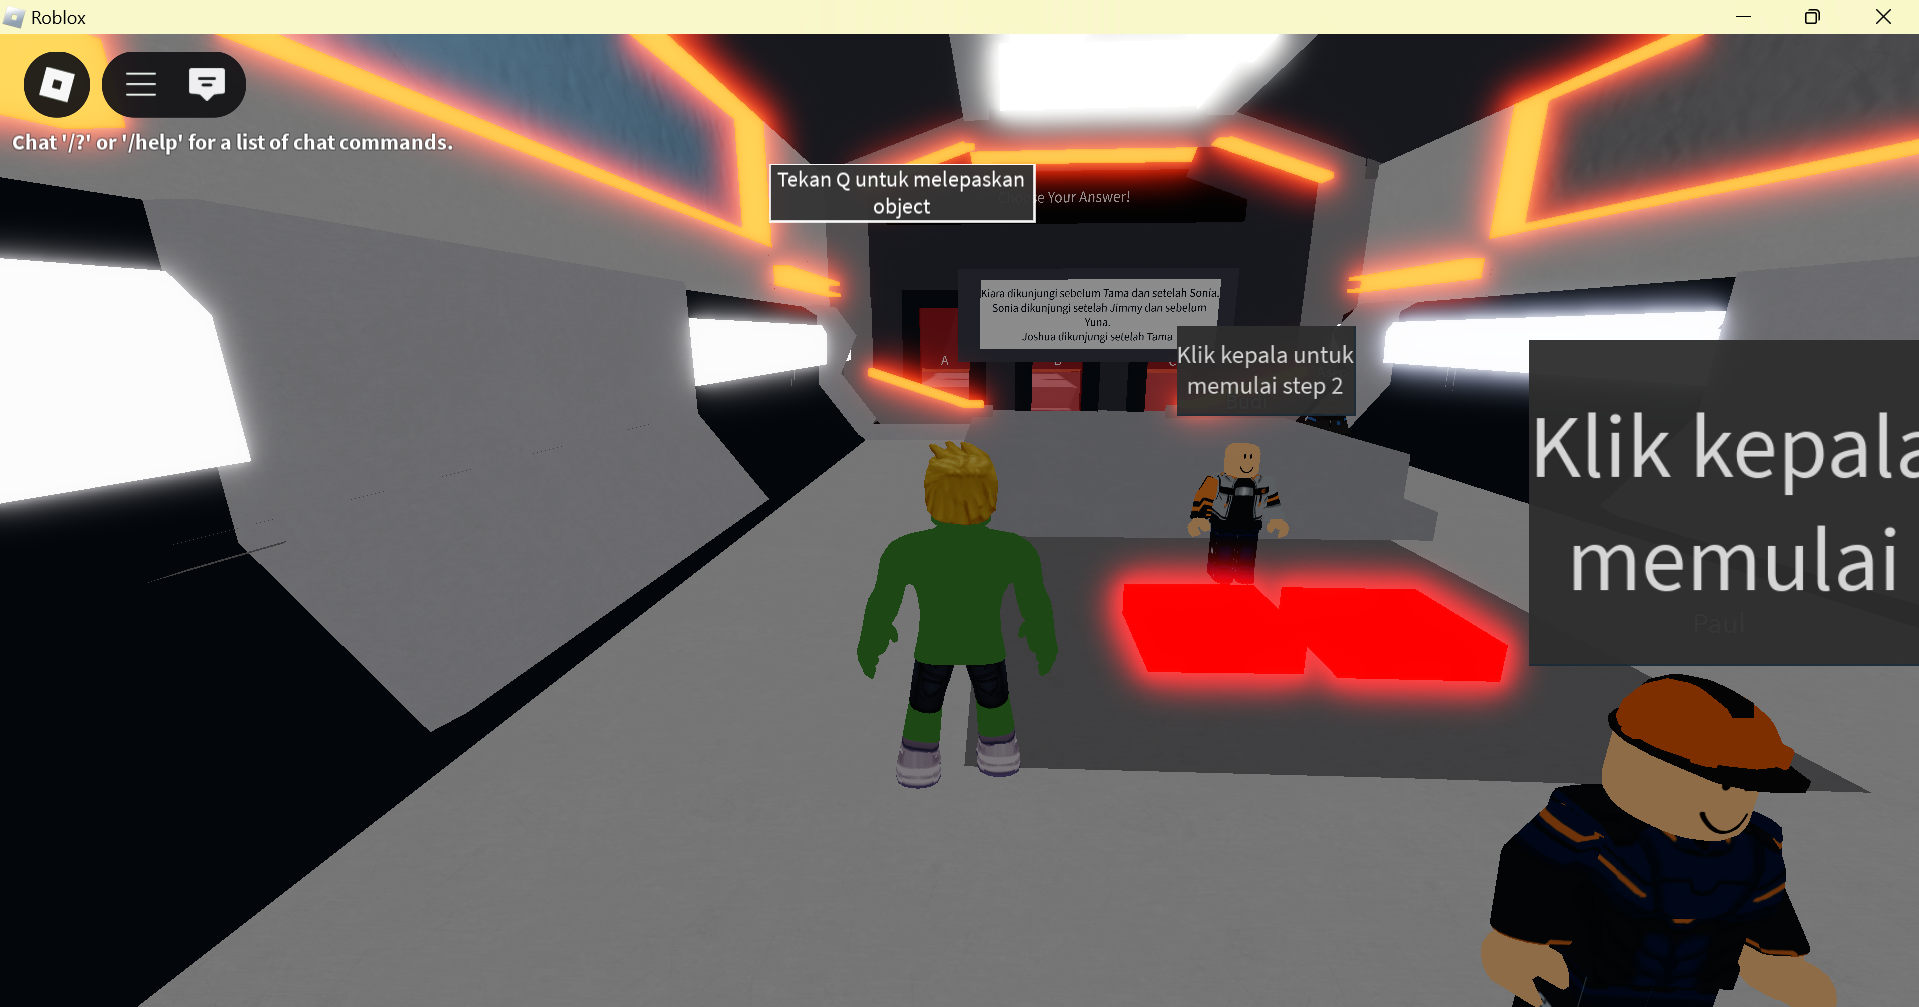 Roblox
Chat '/?' or '/help' for a list of chat commands.
Tekan Q untuk melepaskan
object
Choose Your Answer!
Kiara dikunjungi sebelum Tama dan setelah Sonia.
Sonia dikunjungi setelah Jimmy dan sebelum
Yuna.
Joshua dikunjungi setelah Tama
A
B
C
Klik kepala untuk
memulai step 2
Klik kepala
memulai
Paul